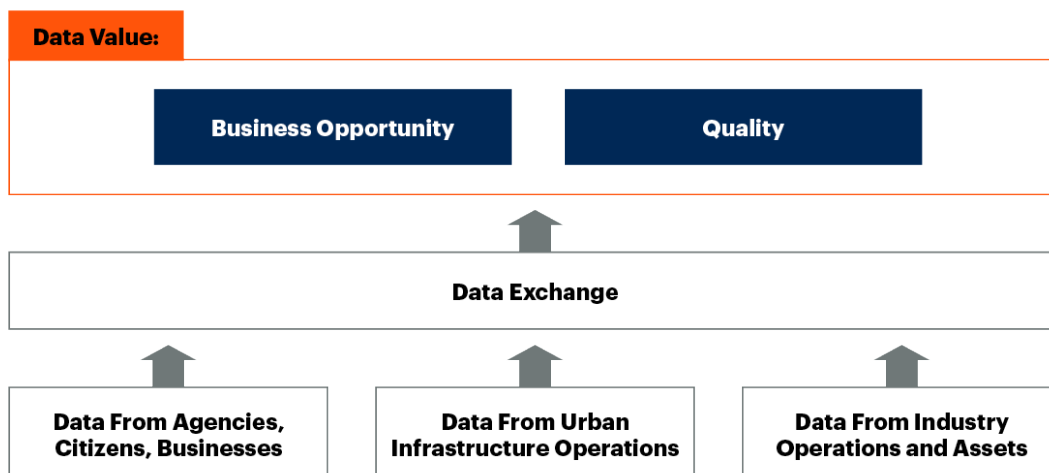 Data Value:
Business Opportunity
Quality
Data Exchange
Data From Agencies,
Citizens, Businesses
Data From Urban
Infrastructure Operations
Data From Industry
Operations and Assets